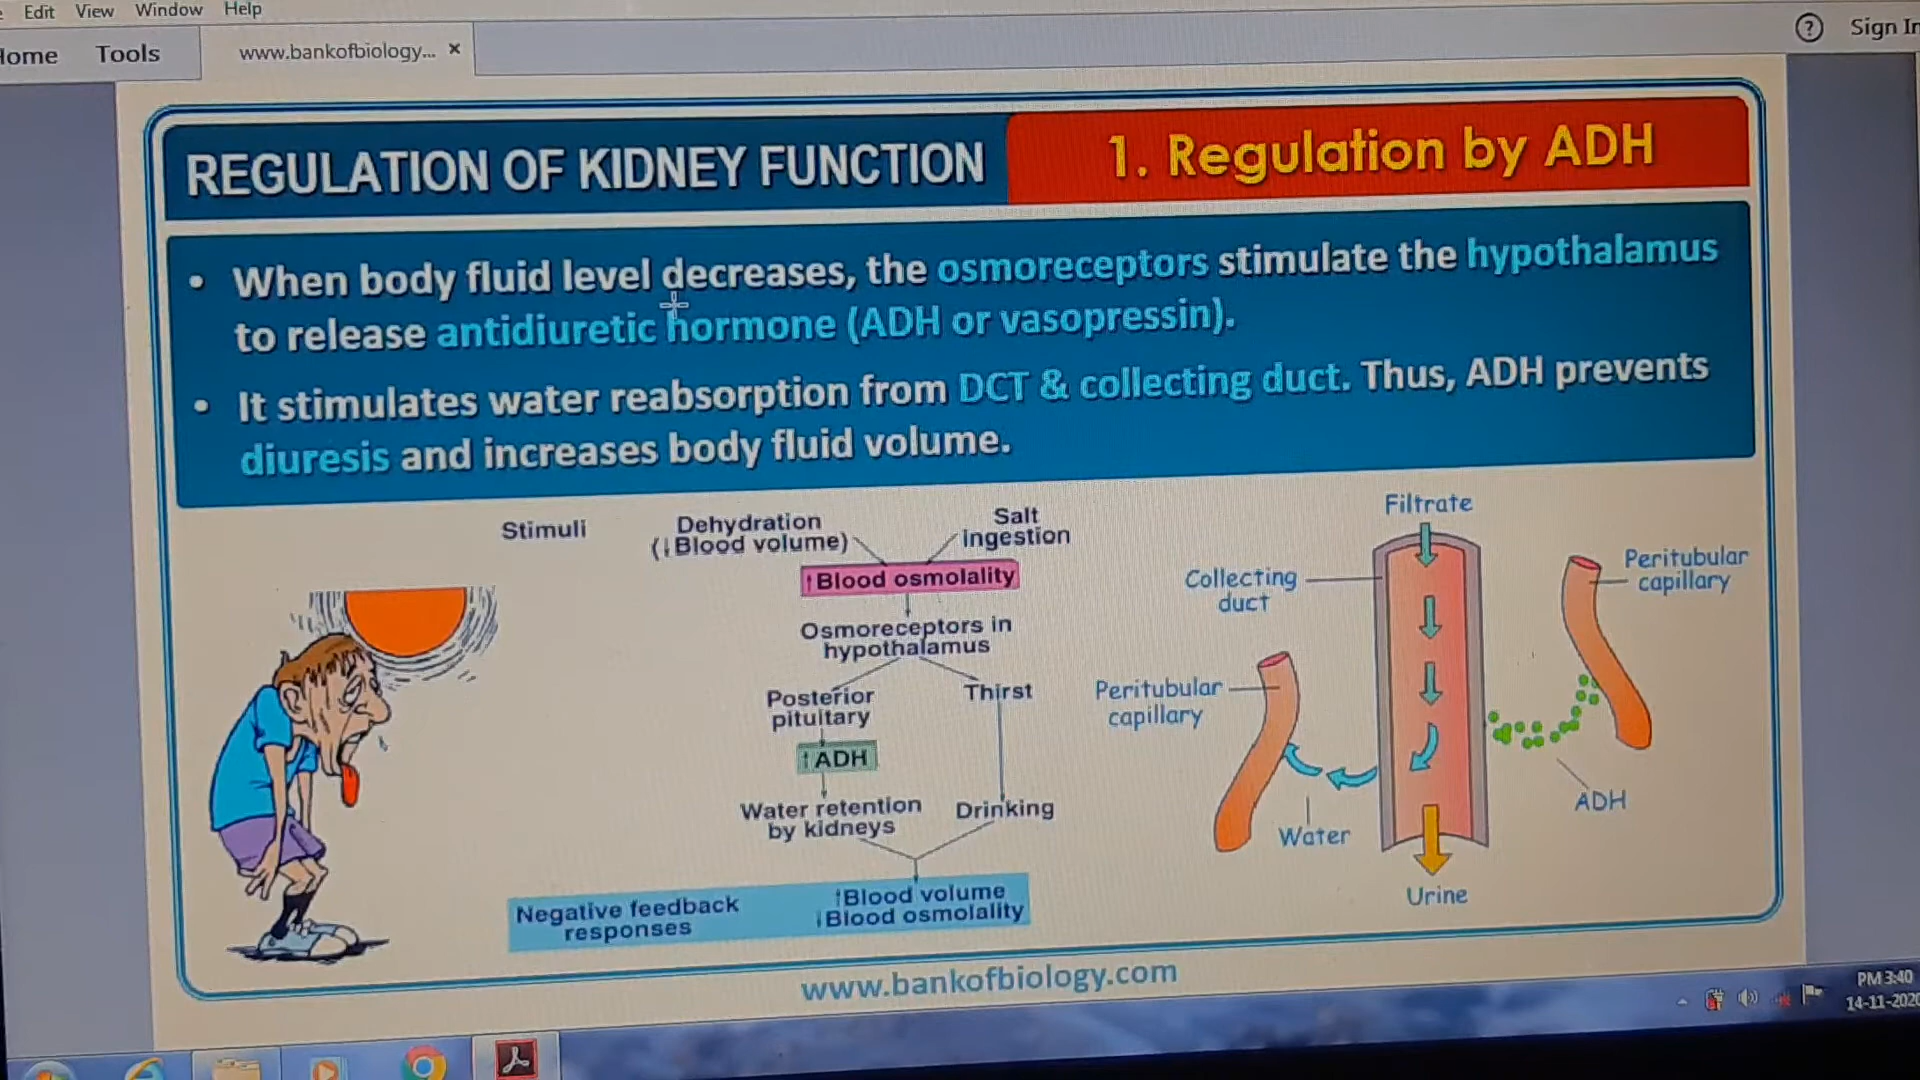 Edit View Window Help
Home Tools www.bankofbiology... ×
? Sign In
REGULATION OF KIDNEY FUNCTION
1. Regulation by ADH
• When body fluid level decreases, the osmoreceptors stimulate the hypothalamus
to release antidiuretic hormone (ADH or vasopressin).
• It stimulates water reabsorption from DCT & collecting duct. Thus, ADH prevents
diuresis and increases body fluid volume.
Stimuli
Dehydration
(↓Blood volume)
Salt
ingestion
↑Blood osmolality
Osmoreceptors in
hypothalamus
Posterior
pituitary
Thirst
↑ADH
Water retention
by kidneys
Drinking
Negative feedback
responses
↑Blood volume
↓Blood osmolality
Filtrate
Collecting
duct
Peritubular
capillary
Peritubular
capillary
Water
ADH
Urine
www.bankofbiology.com
PM 3:40
14-11-2020